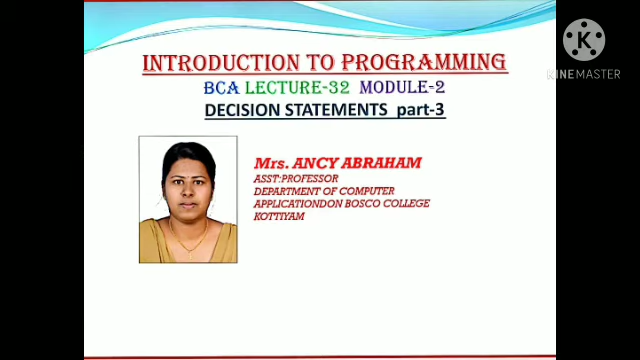 INTRODUCTION TO PROGRAMMING
BCA LECTURE-32 MODULE-2
DECISION STATEMENTS part-3
Mrs. ANCY ABRAHAM
ASST:PROFESSOR
DEPARTMENT OF COMPUTER
APPLICATIONDON BOSCO COLLEGE
KOTTIYAM
K
KINEMASTER